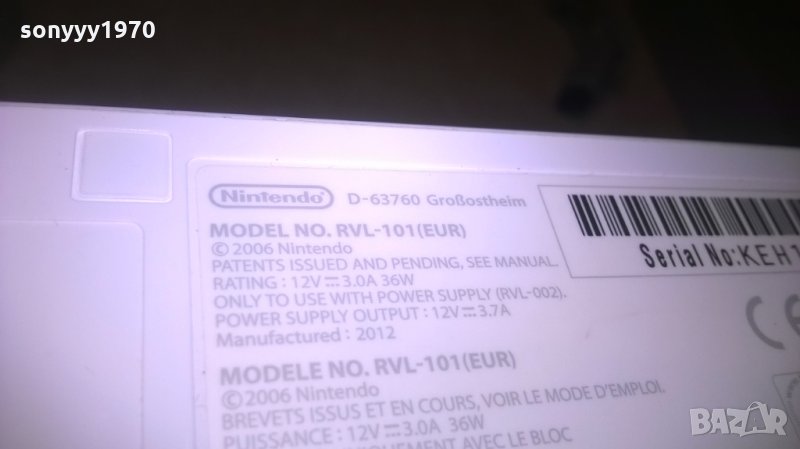 sonyyy1970
Nintendo D-63760 Großostheim
MODEL NO. RVL-101(EUR)
© 2006 Nintendo
PATENTS ISSUED AND PENDING, SEE MANUAL.
RATING : 12V⎓3.0A 36W
ONLY TO USE WITH POWER SUPPLY (RVL-002).
POWER SUPPLY OUTPUT : 12V⎓3.7A
Manufactured : 2012
Serial No:KEH1
CE
MODELE NO. RVL-101(EUR)
© 2006 Nintendo
BREVETS ISSUS ET EN COURS, VOIR LE MODE D'EMPLOI.
PUISSANCE : 12V⎓3.0A 36W
AVEC LE BLOC
BAZAR